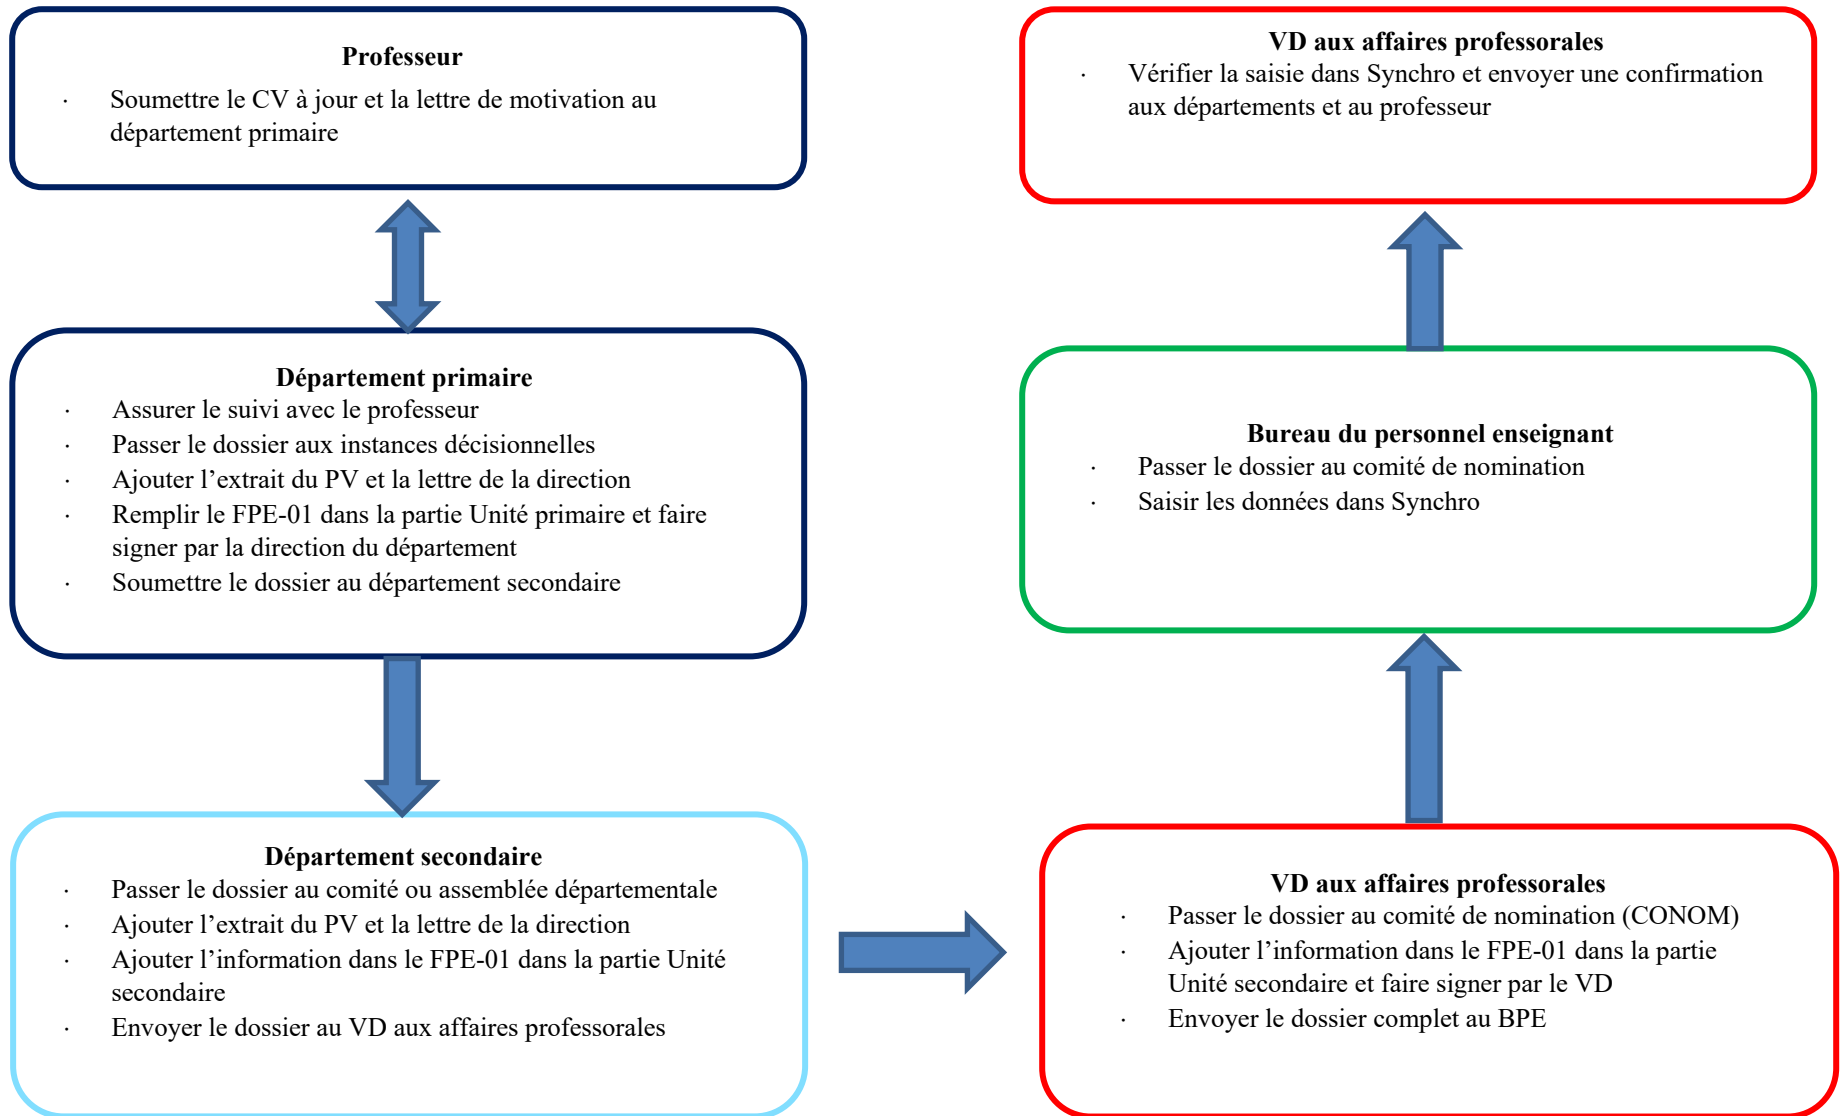 Professeur
· Soumettre le CV à jour et la lettre de motivation au
département primaire
Département primaire
· Assurer le suivi avec le professeur
· Passer le dossier aux instances décisionnelles
· Ajouter l’extrait du PV et la lettre de la direction
· Remplir le FPE-01 dans la partie Unité primaire et faire
signer par la direction du département
· Soumettre le dossier au département secondaire
Département secondaire
· Passer le dossier au comité ou assemblée départementale
· Ajouter l’extrait du PV et la lettre de la direction
· Ajouter l’information dans le FPE-01 dans la partie Unité
secondaire
· Envoyer le dossier au VD aux affaires professorales
VD aux affaires professorales
· Passer le dossier au comité de nomination (CONOM)
· Ajouter l’information dans le FPE-01 dans la partie
Unité secondaire et faire signer par le VD
· Envoyer le dossier complet au BPE
Bureau du personnel enseignant
· Passer le dossier au comité de nomination
· Saisir les données dans Synchro
VD aux affaires professorales
· Vérifier la saisie dans Synchro et envoyer une confirmation
aux départements et au professeur